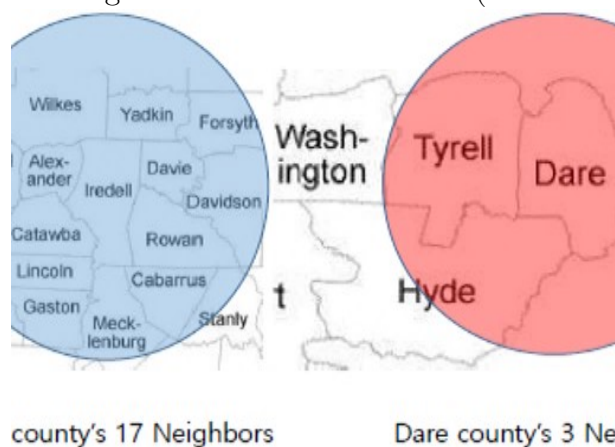 Wilkes
Yadkin
Forsyth
Alex-
ander
Iredell
Davie
Davidson
Catawba
Rowan
Lincoln
Cabarrus
Gaston
Meck-
lenburg
Stanly
Wash-
ington
Tyrell
Dare
t
Hyde
county's 17 Neighbors
Dare county's 3 Ne